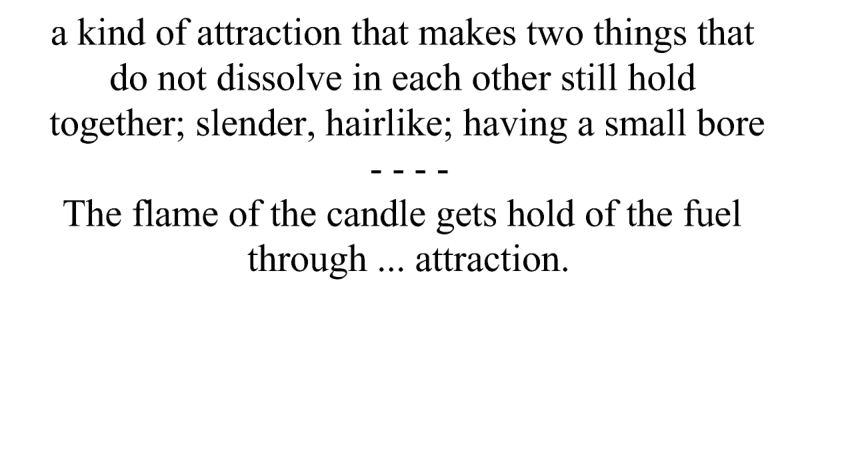 a kind of attraction that makes two things that
do not dissolve in each other still hold
together; slender, hairlike; having a small bore
- - - -
The flame of the candle gets hold of the fuel
through ... attraction.